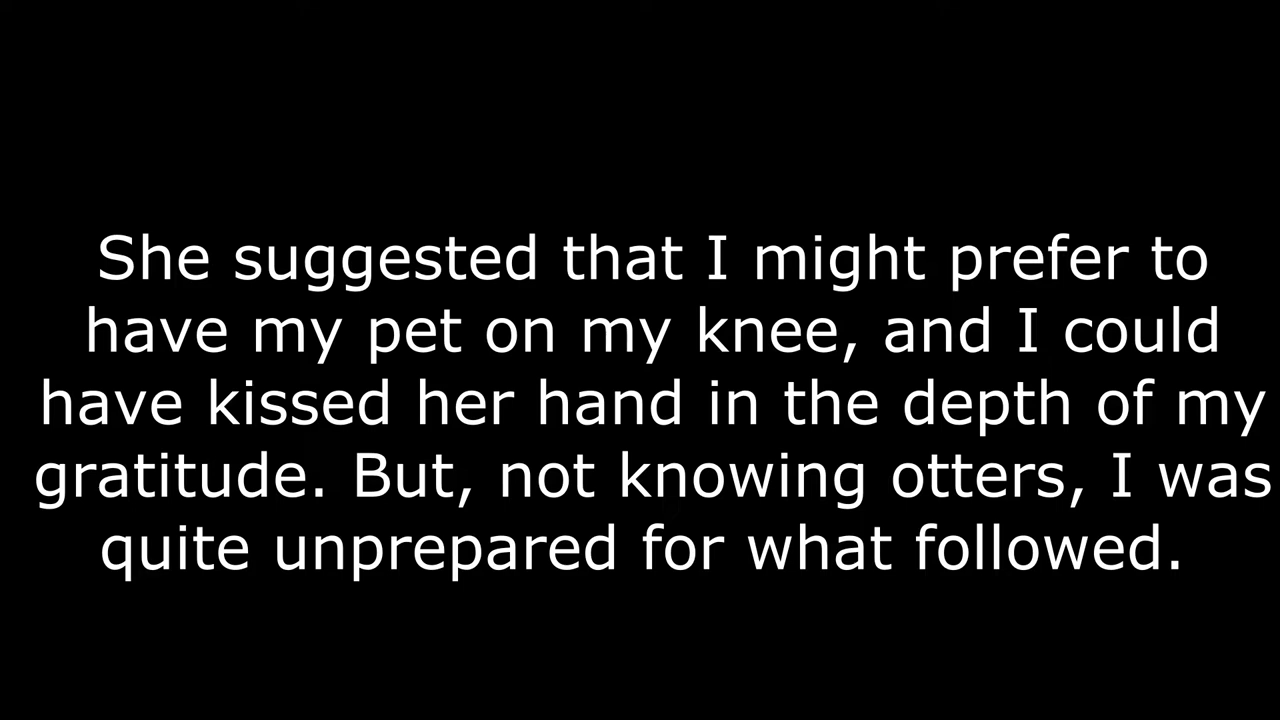 She suggested that I might prefer to
have my pet on my knee, and I could
have kissed her hand in the depth of my
gratitude. But, not knowing otters, I was
quite unprepared for what followed.